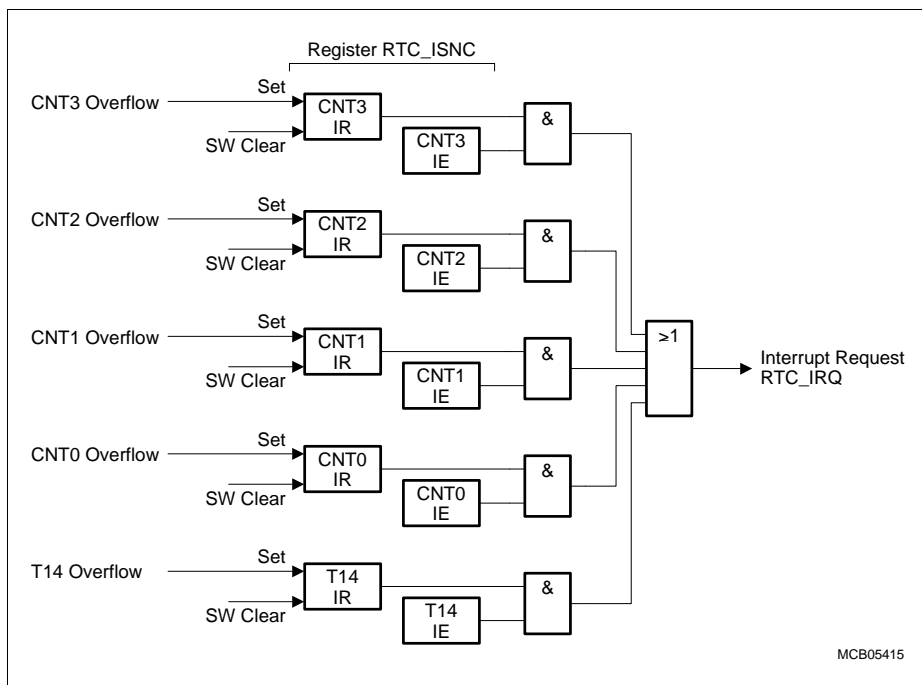 Register RTC_ISNC
CNT3 Overflow
Set
SW Clear
CNT3
IR
CNT3
IE
&
CNT2 Overflow
Set
SW Clear
CNT2
IR
CNT2
IE
&
CNT1 Overflow
Set
SW Clear
CNT1
IR
CNT1
IE
&
≥1
Interrupt Request
RTC_IRQ
CNT0 Overflow
Set
SW Clear
CNT0
IR
CNT0
IE
&
T14 Overflow
Set
SW Clear
T14
IR
T14
IE
&
MCB05415